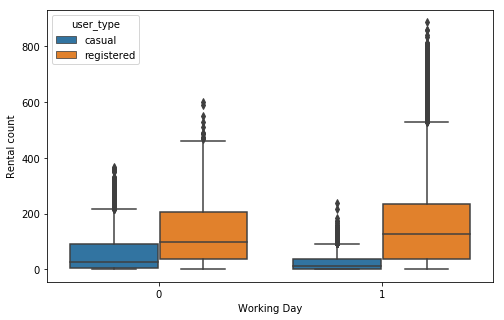 user_type
casual
registered
800
600
400
200
0
Rental count
0 1
Working Day